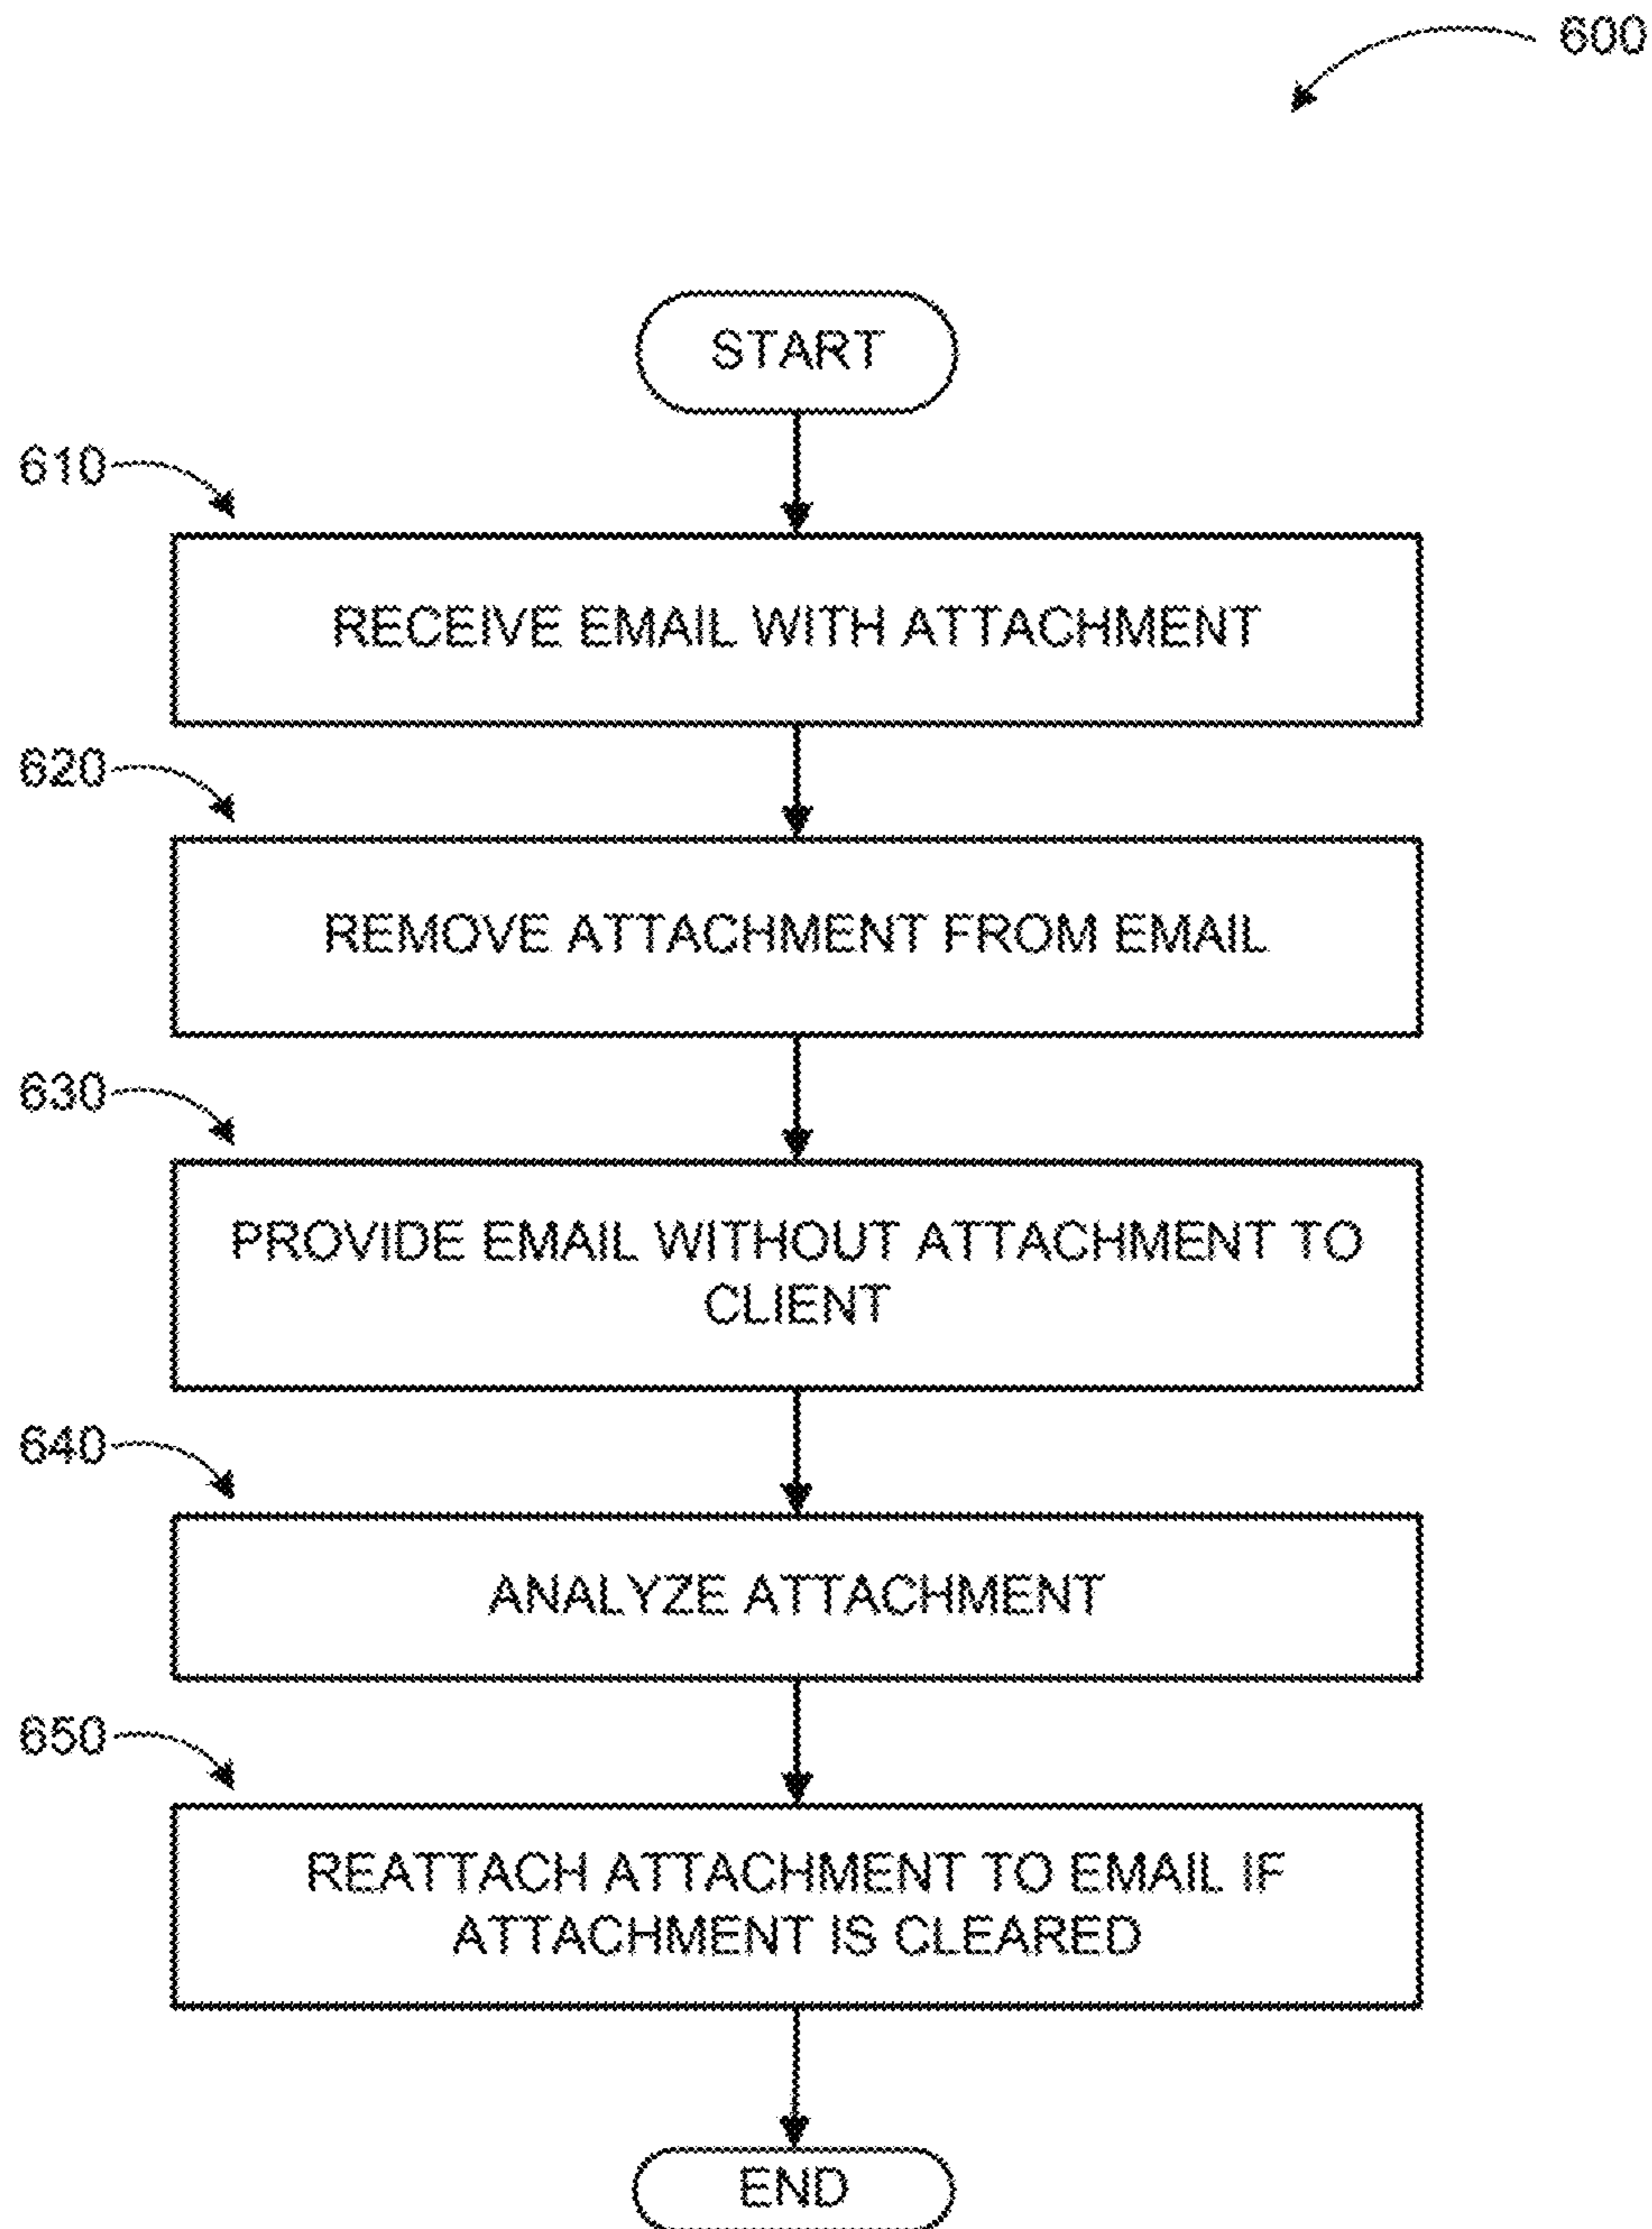 600
START
610
RECEIVE EMAIL WITH ATTACHMENT
620
REMOVE ATTACHMENT FROM EMAIL
630
PROVIDE EMAIL WITHOUT ATTACHMENT TO
CLIENT
640
ANALYZE ATTACHMENT
650
REATTACH ATTACHMENT TO EMAIL IF
ATTACHMENT IS CLEARED
END